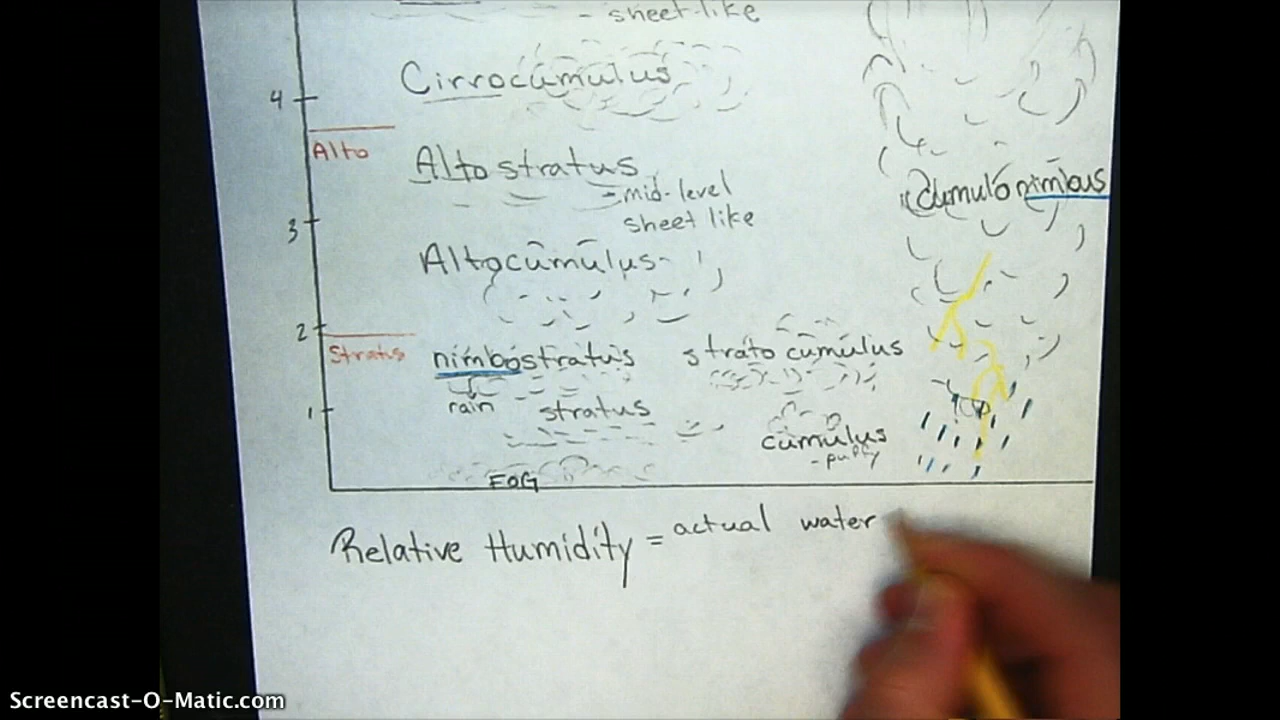 - sheet-like
Cirrocumulus
4
Alto
Altostratus
- mid-level
sheet like
3
Altocumulus
2
Stratus
nimbostratus
stratocumulus
cumulonimbus
rain
stratus
1
cumulus
- puffy
FOG
Relative Humidity = actual water
Screencast-O-Matic.com